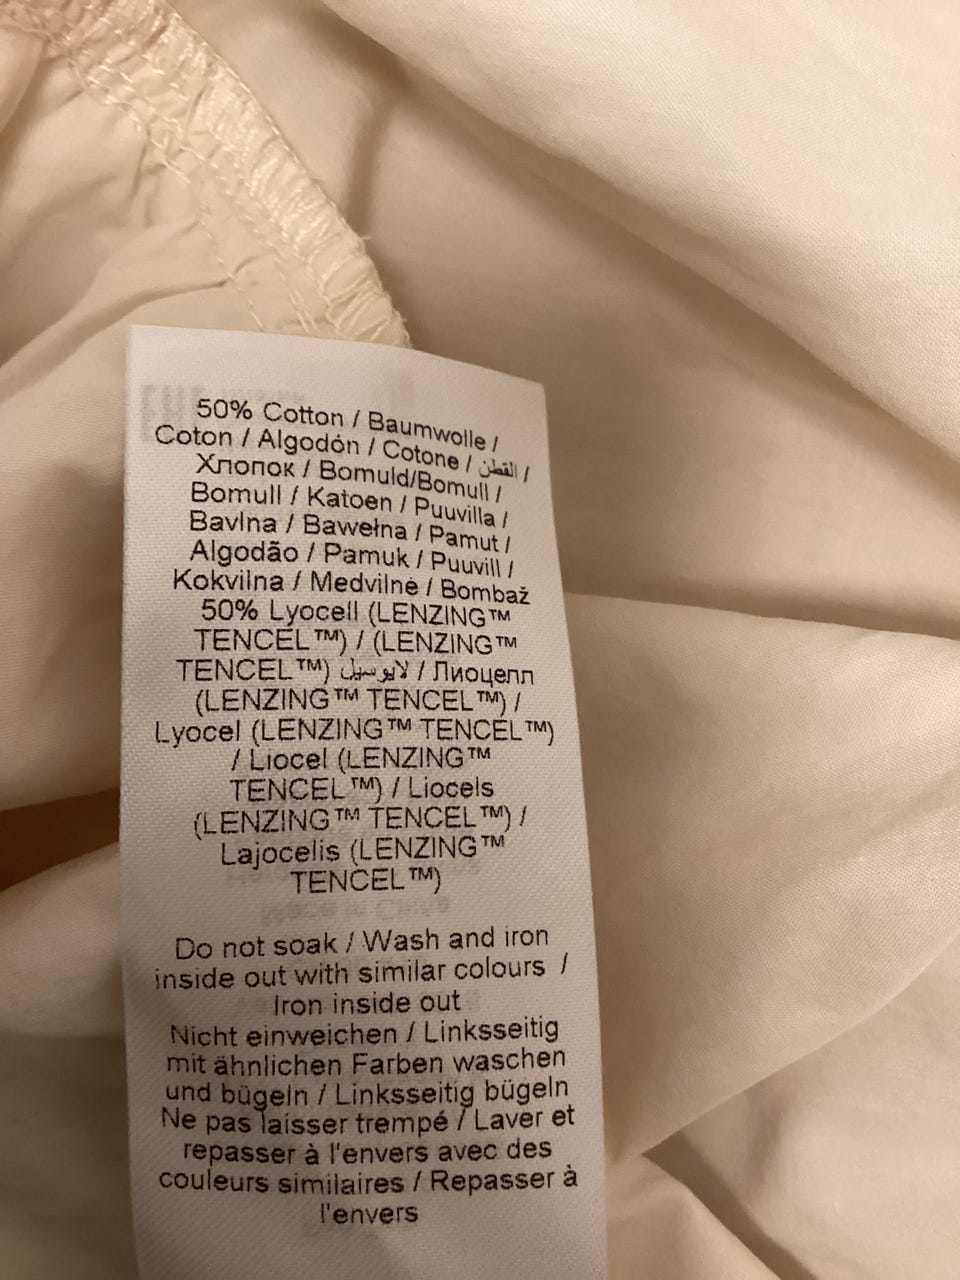 50% Cotton / Baumwolle /
Coton / Algodón / Cotone / القطن /
Хлопок / Bomuld/Bomull /
Bomull / Katoen / Puuvilla /
Bavlna / Bawełna / Pamut /
Algodão / Pamuk / Puuvill /
Kokvilna / Medvilnė / Bombaž
50% Lyocell (LENZING™
TENCEL™) / (LENZING™
TENCEL™) لايوسيل / Лиоцелл
(LENZING™ TENCEL™) /
Lyocel (LENZING™ TENCEL™)
/ Liocel (LENZING™
TENCEL™) / Liocels
(LENZING™ TENCEL™) /
Lajocelis (LENZING™
TENCEL™)
Made in China
Do not soak / Wash and iron
inside out with similar colours /
Iron inside out
Nicht einweichen / Linksseitig
mit ähnlichen Farben waschen
und bügeln / Linksseitig bügeln
Ne pas laisser trempé / Laver et
repasser à l'envers avec des
couleurs similaires / Repasser à
l'envers